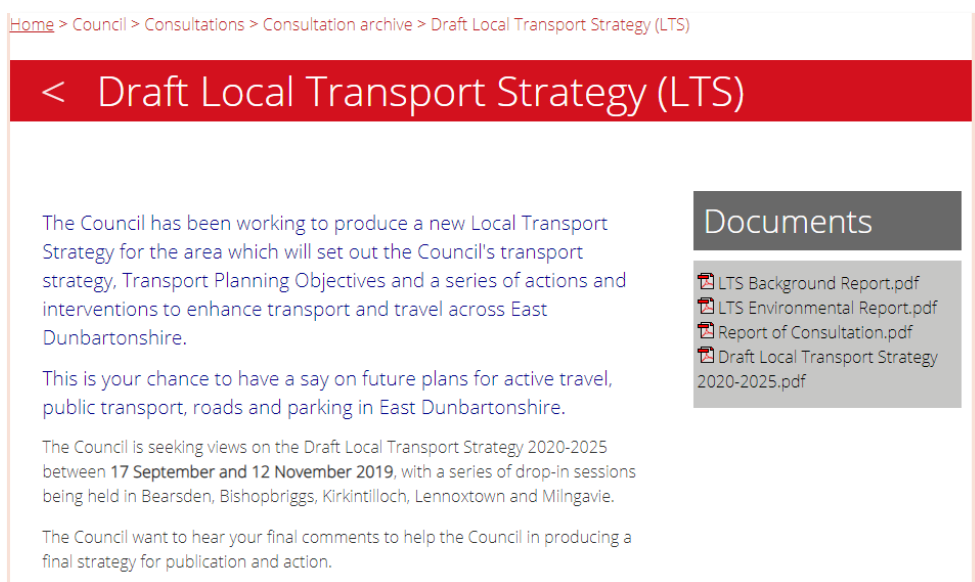 Home > Council > Consultations > Consultation archive > Draft Local Transport Strategy (LTS)
< Draft Local Transport Strategy (LTS)
The Council has been working to produce a new Local Transport
Strategy for the area which will set out the Council's transport
strategy, Transport Planning Objectives and a series of actions and
interventions to enhance transport and travel across East
Dunbartonshire.
This is your chance to have a say on future plans for active travel,
public transport, roads and parking in East Dunbartonshire.
The Council is seeking views on the Draft Local Transport Strategy 2020-2025
between 17 September and 12 November 2019, with a series of drop-in sessions
being held in Bearsden, Bishopbriggs, Kirkintilloch, Lennoxtown and Milngavie.
The Council want to hear your final comments to help the Council in producing a
final strategy for publication and action.
Documents
LTS Background Report.pdf
LTS Environmental Report.pdf
Report of Consultation.pdf
Draft Local Transport Strategy
2020-2025.pdf